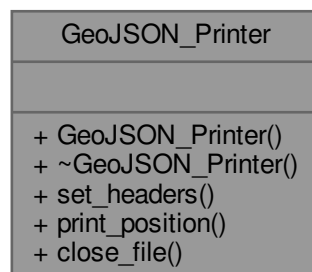 GeoJSON_Printer
+ GeoJSON_Printer()
+ ~GeoJSON_Printer()
+ set_headers()
+ print_position()
+ close_file()